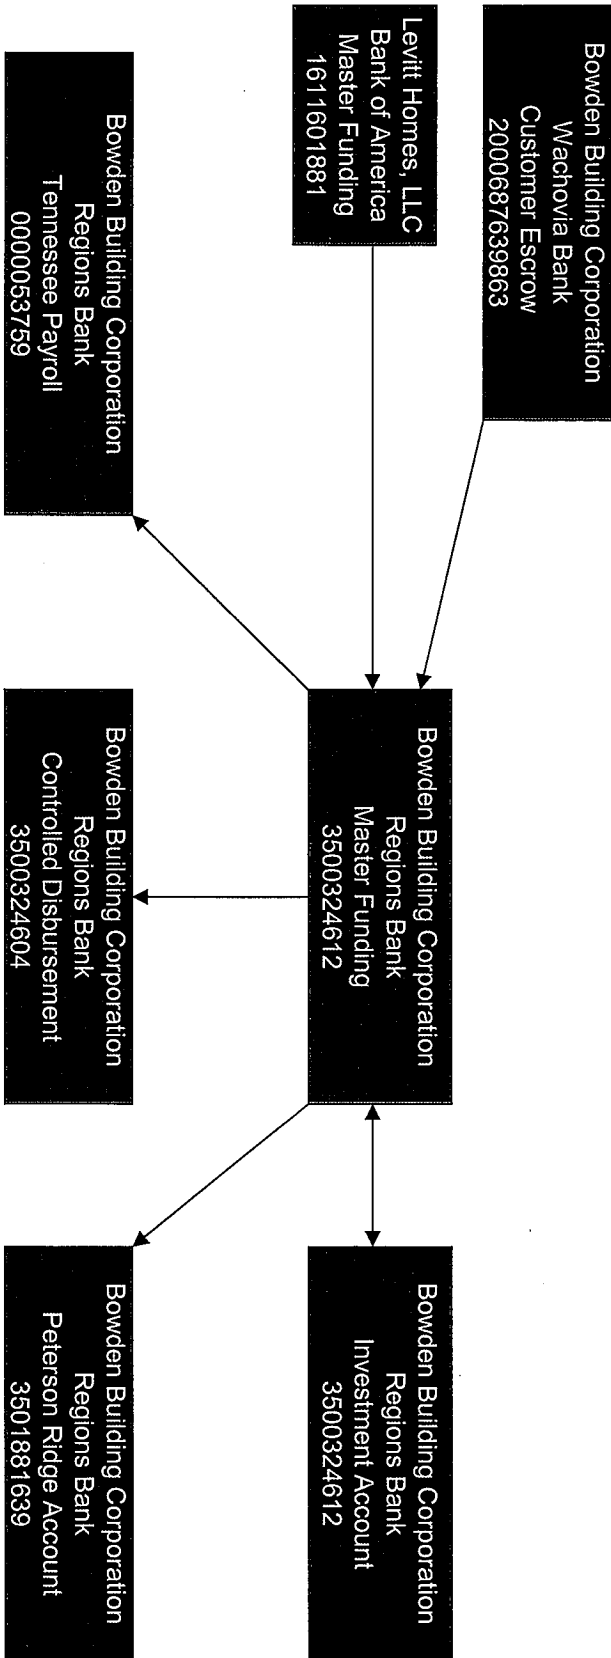 Bowden Building Corporation
Wachovia Bank
Customer Escrow
2000687639863
Levitt Homes, LLC
Bank of America
Master Funding
1611601881
Bowden Building Corporation
Regions Bank
Master Funding
3500324612
Bowden Building Corporation
Regions Bank
Investment Account
3500324612
Bowden Building Corporation
Regions Bank
Tennessee Payroll
0000053759
Bowden Building Corporation
Regions Bank
Controlled Disbursement
3500324604
Bowden Building Corporation
Regions Bank
Peterson Ridge Account
3501881639